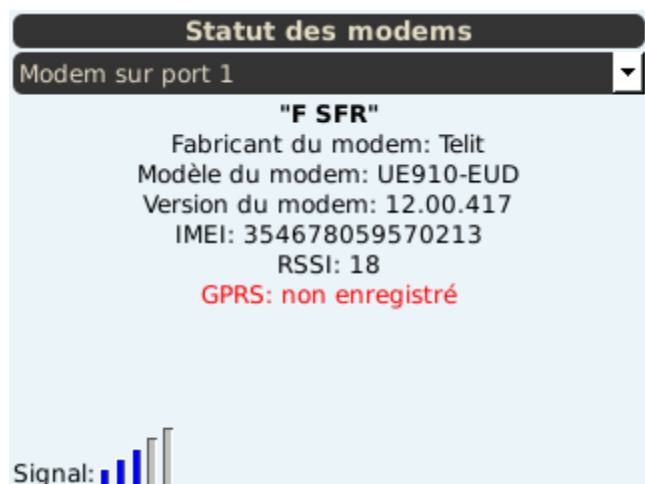 Statut des modems
Modem sur port 1
"F SFR"
Fabricant du modem: Telit
Modèle du modem: UE910-EUD
Version du modem: 12.00.417
IMEI: 354678059570213
RSSI: 18
GPRS: non enregistré
Signal: